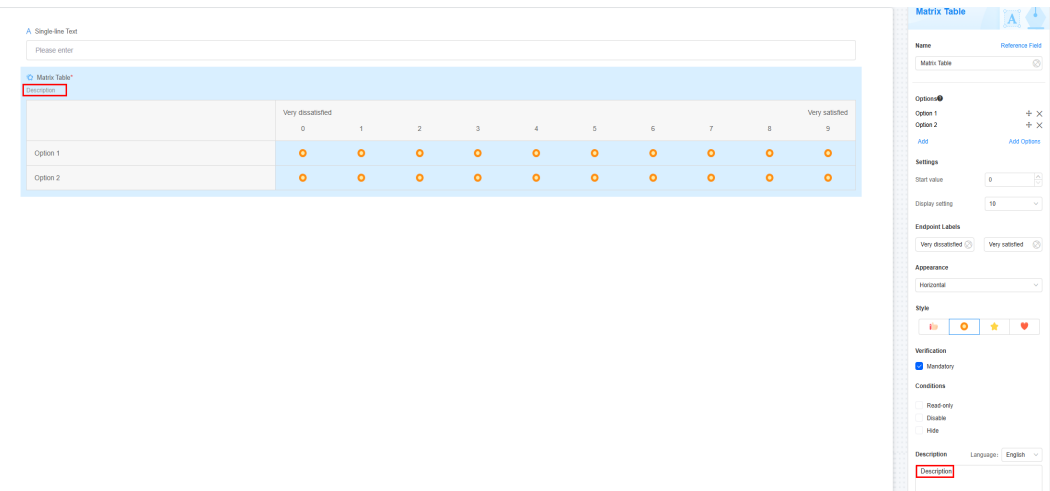 Single-line Text
Please enter
Matrix Table*
Description
Very dissatisfied Very satisfied
0 1 2 3 4 5 6 7 8 9
Option 1
Option 2
Matrix Table
A
Name Reference Field
Matrix Table
Options
Option 1
Option 2
Add Add Options
Settings
Start value 0
Display setting 10
Endpoint Labels
Very dissatisfied Very satisfied
Appearance
Horizontal
Style
Verification
Mandatory
Conditions
Read-only
Disable
Hide
Description Language: English
Description